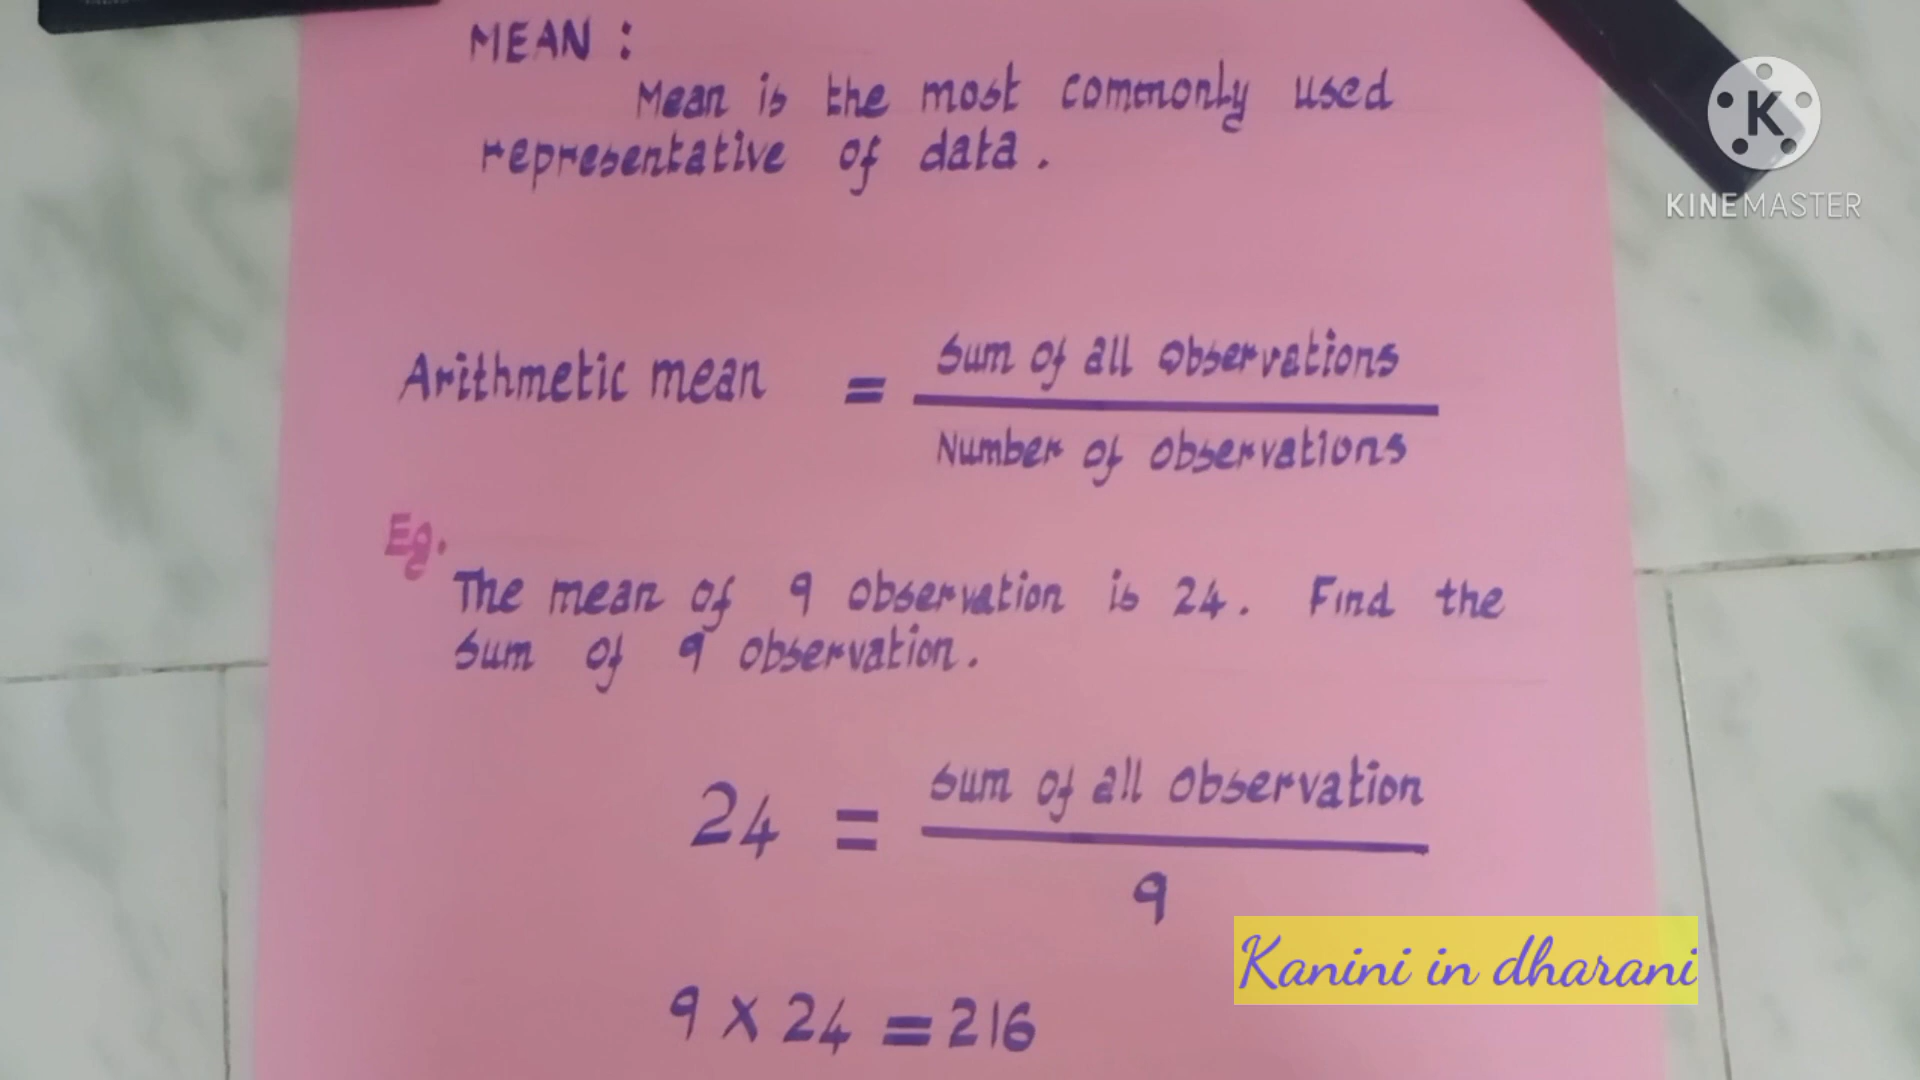 MEAN :
Mean is the most commonly used
representative of data.
K
KINEMASTER
Arithmetic mean = Sum of all Observations
Number of observations
Eg.
The mean of 9 observation is 24. Find the
Sum of 9 observation.
24 = Sum of all Observation
9
Kanini in dharani
9 x 24 = 216